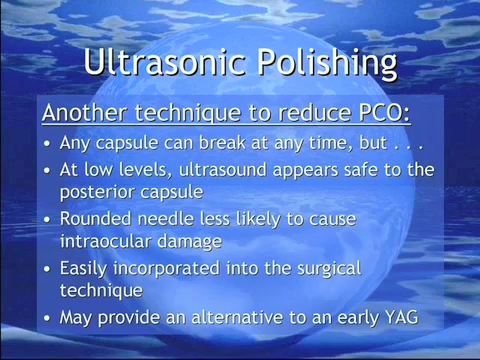 Ultrasonic Polishing
Another technique to reduce PCO:
• Any capsule can break at any time, but . . .
• At low levels, ultrasound appears safe to the
posterior capsule
• Rounded needle less likely to cause
intraocular damage
• Easily incorporated into the surgical
technique
• May provide an alternative to an early YAG